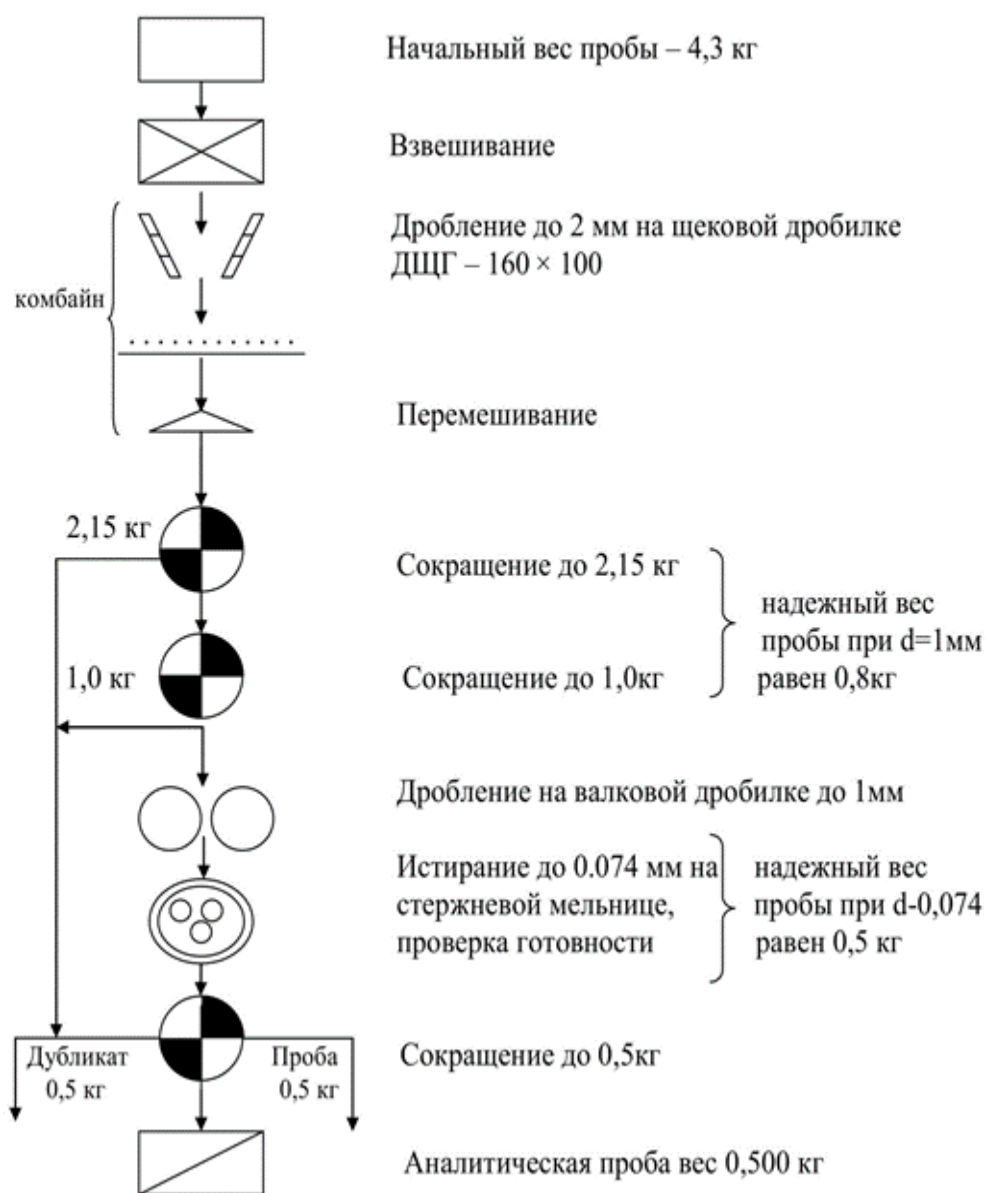 Начальный вес пробы – 4,3 кг
Взвешивание
Дробление до 2 мм на щековой дробилке
ДЩГ – 160 × 100
комбайн
Перемешивание
2,15 кг
Сокращение до 2,15 кг
надежный вес
пробы при d=1мм
равен 0,8кг
1,0 кг
Сокращение до 1,0кг
Дробление на валковой дробилке до 1мм
Истирание до 0.074 мм на
стержневой мельнице,
проверка готовности
надежный вес
пробы при d-0,074
равен 0,5 кг
Дубликат
0,5 кг
Проба
0,5 кг
Сокращение до 0,5кг
Аналитическая проба вес 0,500 кг